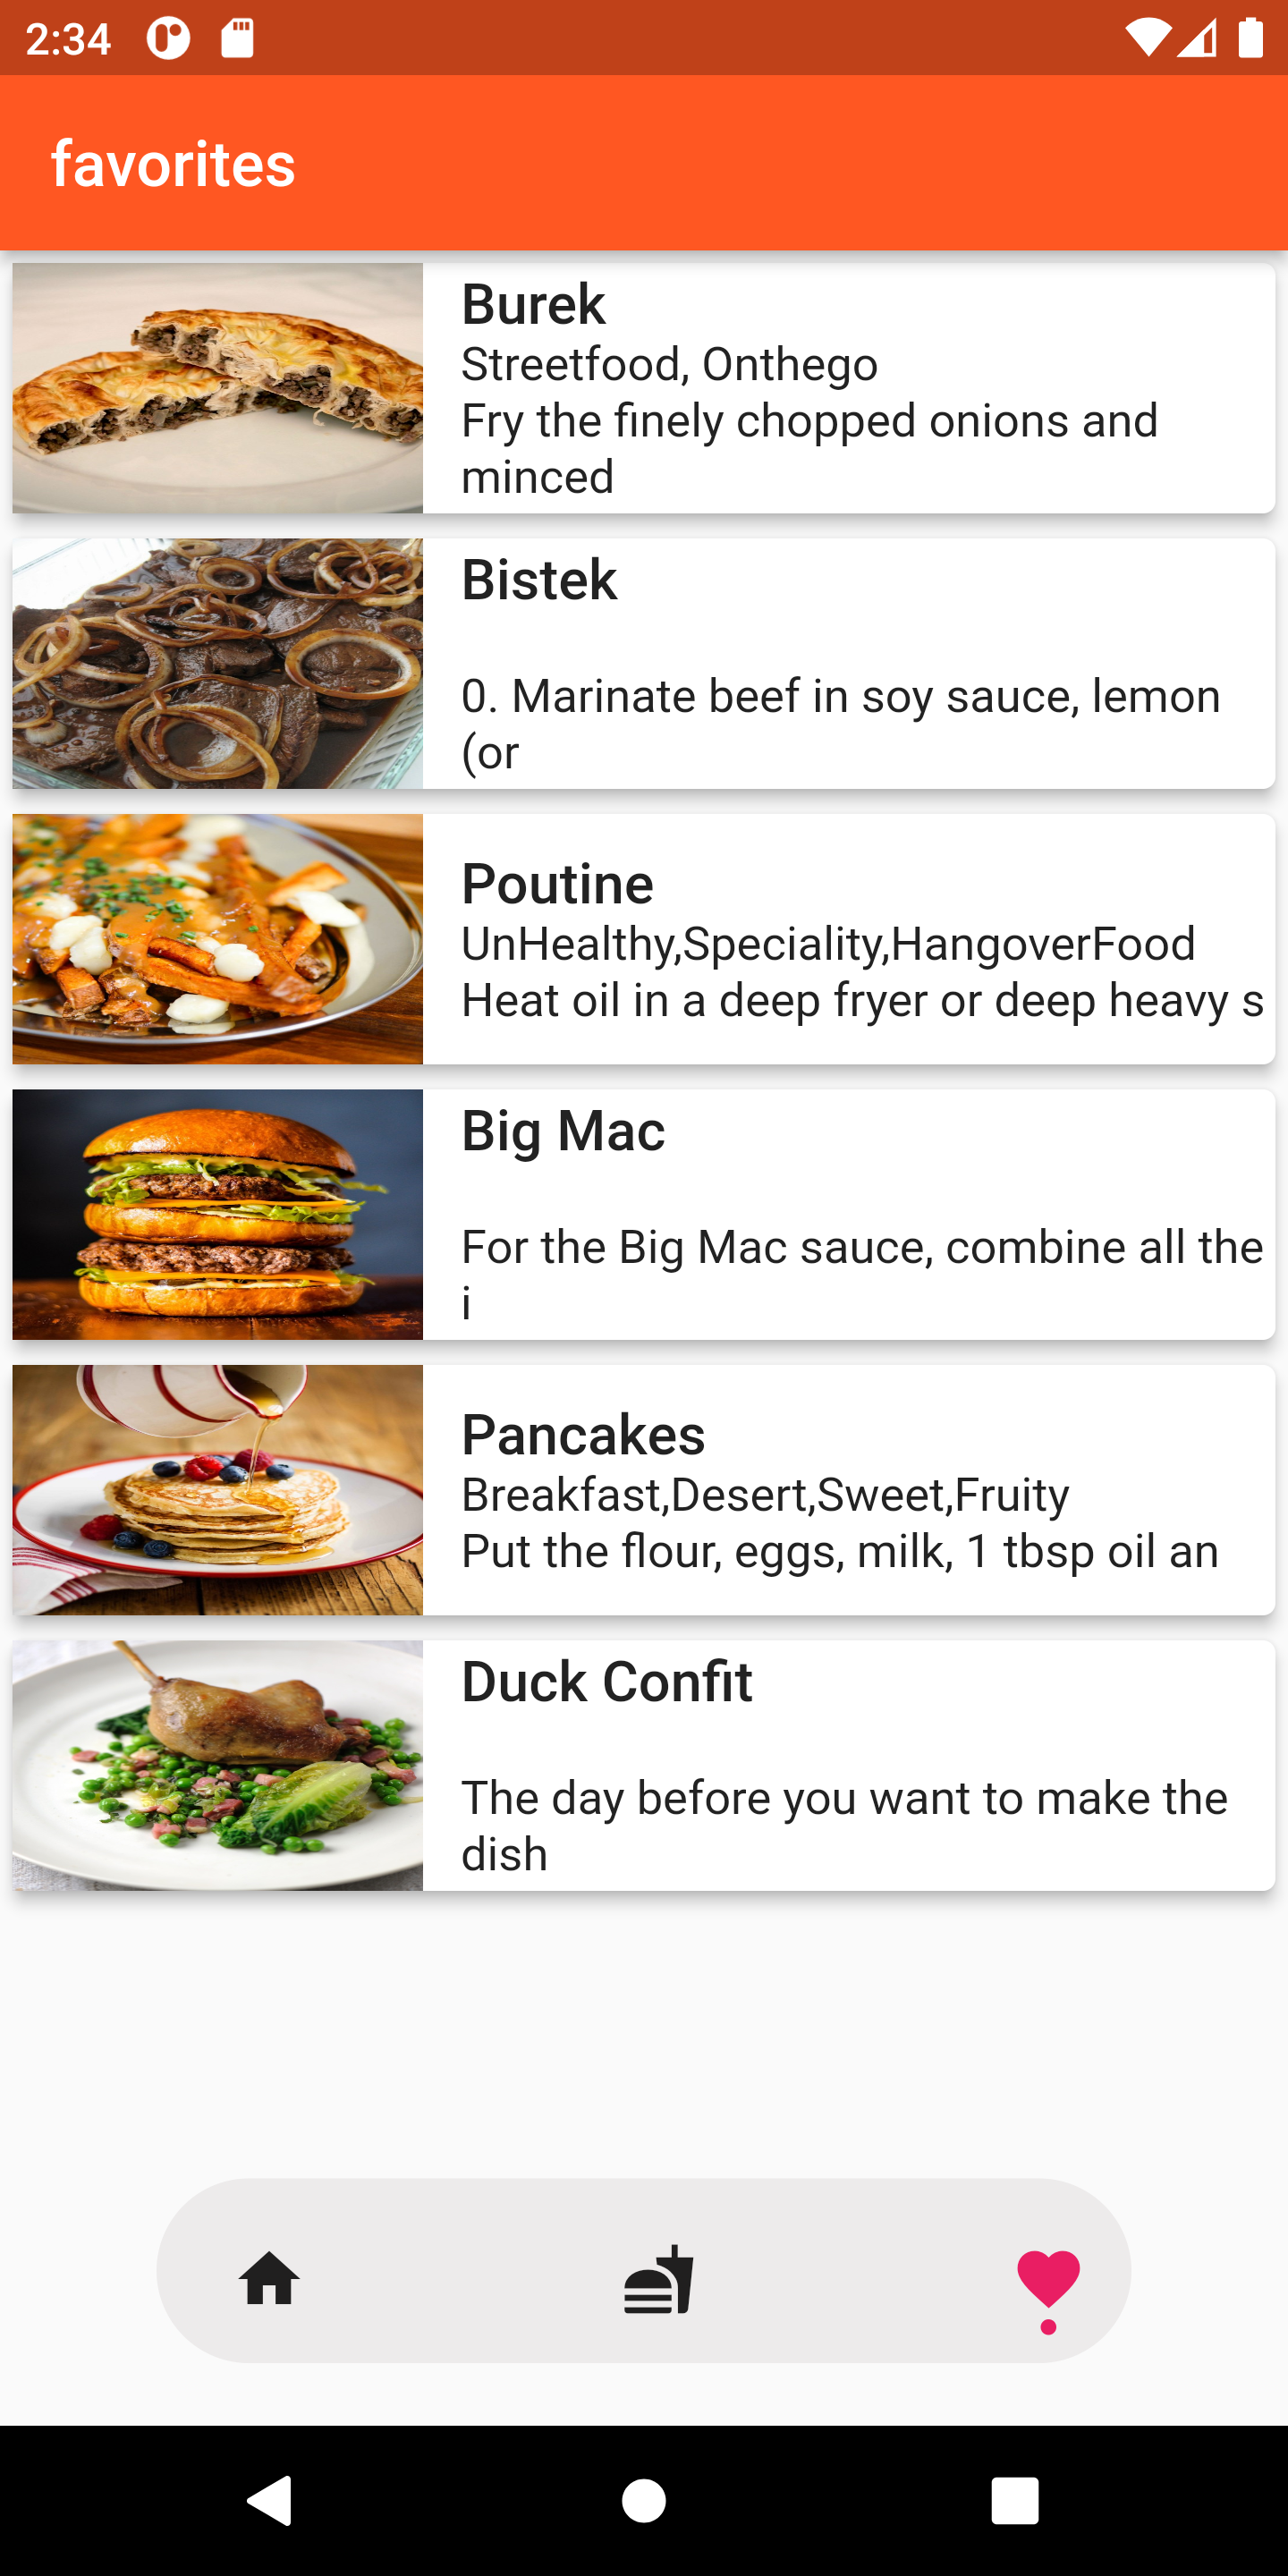 2:34
favorites
Burek
Streetfood, Onthego
Fry the finely chopped onions and
minced
Bistek
0. Marinate beef in soy sauce, lemon
(or
Poutine
UnHealthy,Speciality,HangoverFood
Heat oil in a deep fryer or deep heavy s
Big Mac
For the Big Mac sauce, combine all the
i
Pancakes
Breakfast,Desert,Sweet,Fruity
Put the flour, eggs, milk, 1 tbsp oil an
Duck Confit
The day before you want to make the
dish